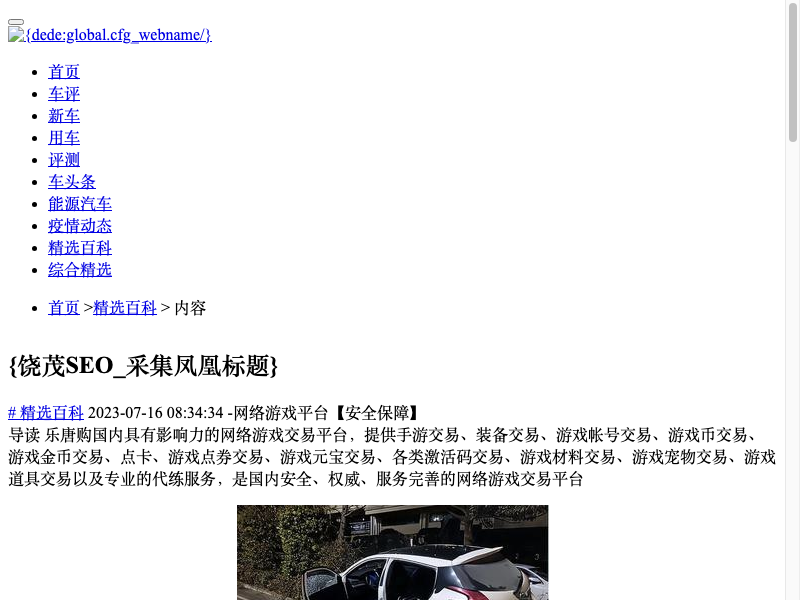 {dede:global.cfg_webname/}
首页
车评
新车
用车
评测
车头条
能源汽车
疫情动态
精选百科
综合精选
首页 >精选百科 > 内容
{饶茂SEO_采集凤凰标题}
# 精选百科 2023-07-16 08:34:34 -网络游戏平台【安全保障】
导读 乐唐购国内具有影响力的网络游戏交易平台，提供手游交易、装备交易、游戏帐号交易、游戏币交易、
游戏金币交易、点卡、游戏点券交易、游戏元宝交易、各类激活码交易、游戏材料交易、游戏宠物交易、游戏
道具交易以及专业的代练服务，是国内安全、权威、服务完善的网络游戏交易平台